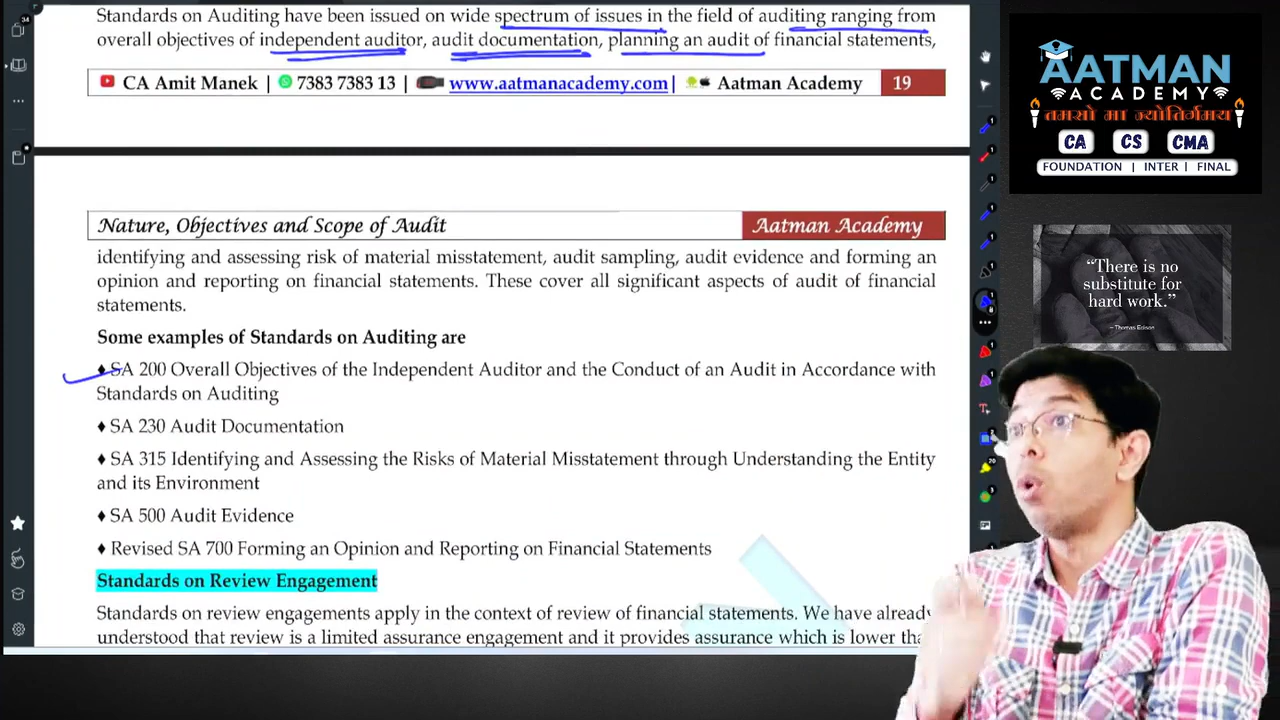 Standards on Auditing have been issued on wide spectrum of issues in the field of auditing ranging from
overall objectives of independent auditor, audit documentation, planning an audit of financial statements,
CA Amit Manek | 7383 7383 13 | www.aatmanacademy.com | Aatman Academy 19
Nature, Objectives and Scope of Audit Aatman Academy
identifying and assessing risk of material misstatement, audit sampling, audit evidence and forming an
opinion and reporting on financial statements. These cover all significant aspects of audit of financial
statements.
Some examples of Standards on Auditing are
♦ SA 200 Overall Objectives of the Independent Auditor and the Conduct of an Audit in Accordance with
Standards on Auditing
♦ SA 230 Audit Documentation
♦ SA 315 Identifying and Assessing the Risks of Material Misstatement through Understanding the Entity
and its Environment
♦ SA 500 Audit Evidence
♦ Revised SA 700 Forming an Opinion and Reporting on Financial Statements
Standards on Review Engagement
Standards on review engagements apply in the context of review of financial statements. We have already
understood that review is a limited assurance engagement and it provides assurance which is lower tha
AATMAN
ACADEMY
तमसो मा ज्योतिर्गमय
CA CS CMA
FOUNDATION | INTER | FINAL
“There is no
substitute for
hard work.”
– Thomas Edison